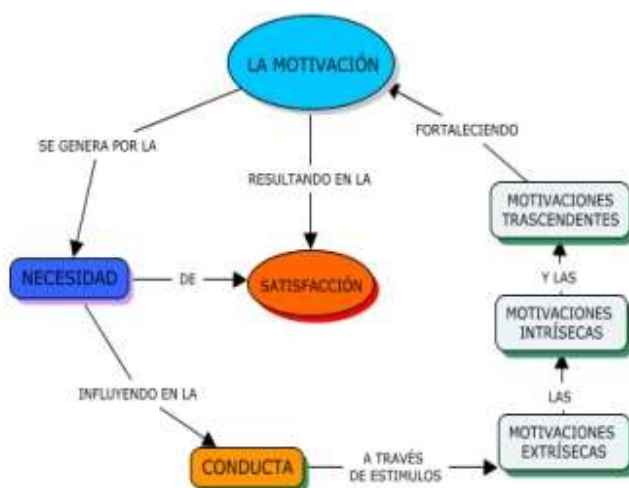 LA MOTIVACIÓN
FORTALECIENDO
SE GENERA POR LA
RESULTANDO EN LA
MOTIVACIONES
TRASCENDENTES
NECESIDAD
DE
SATISFACCIÓN
Y LAS
MOTIVACIONES
INTRÍSECAS
INFLUYENDO EN LA
LAS
CONDUCTA
A TRAVÉS
DE ESTIMULOS
MOTIVACIONES
EXTRÍSECAS